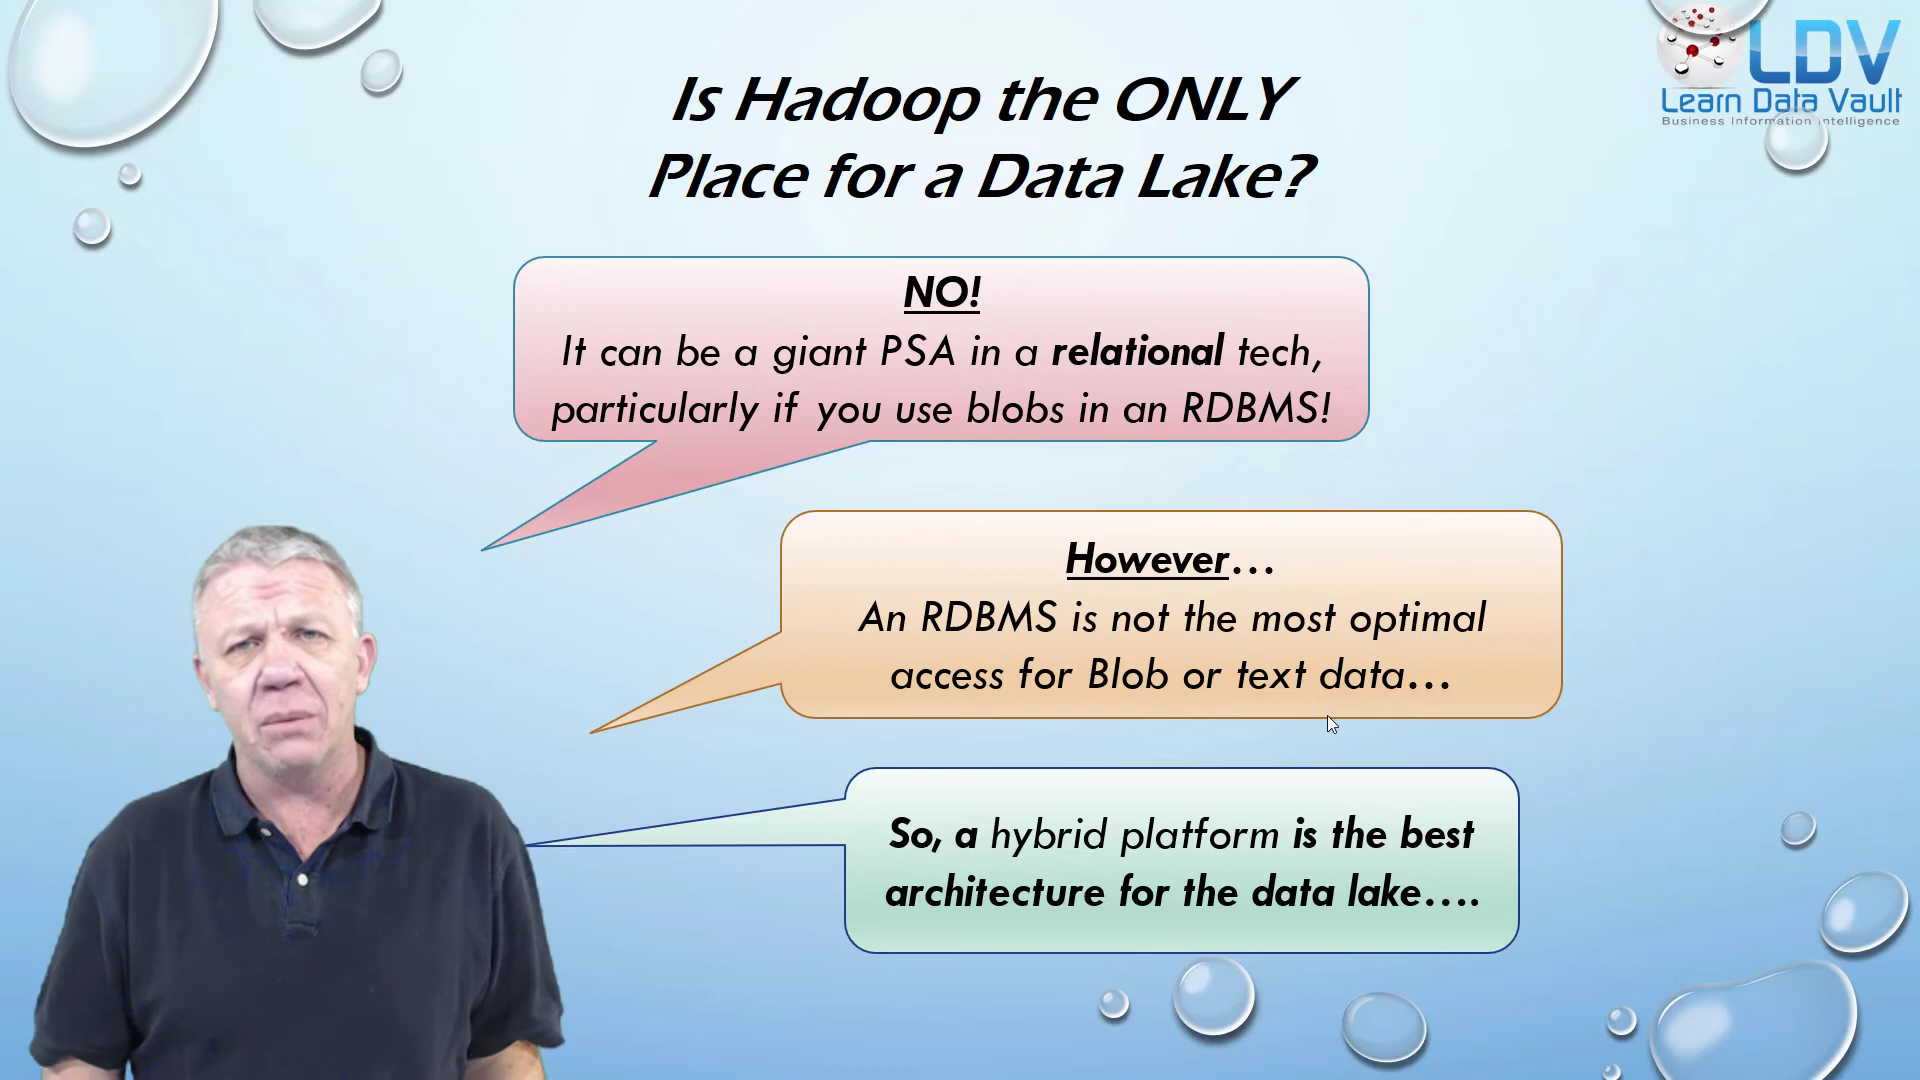 LDV
Learn Data Vault
Business Information Intelligence
Is Hadoop the ONLY
Place for a Data Lake?
NO!
It can be a giant PSA in a relational tech,
particularly if you use blobs in an RDBMS!
However...
An RDBMS is not the most optimal
access for Blob or text data...
So, a hybrid platform is the best
architecture for the data lake....